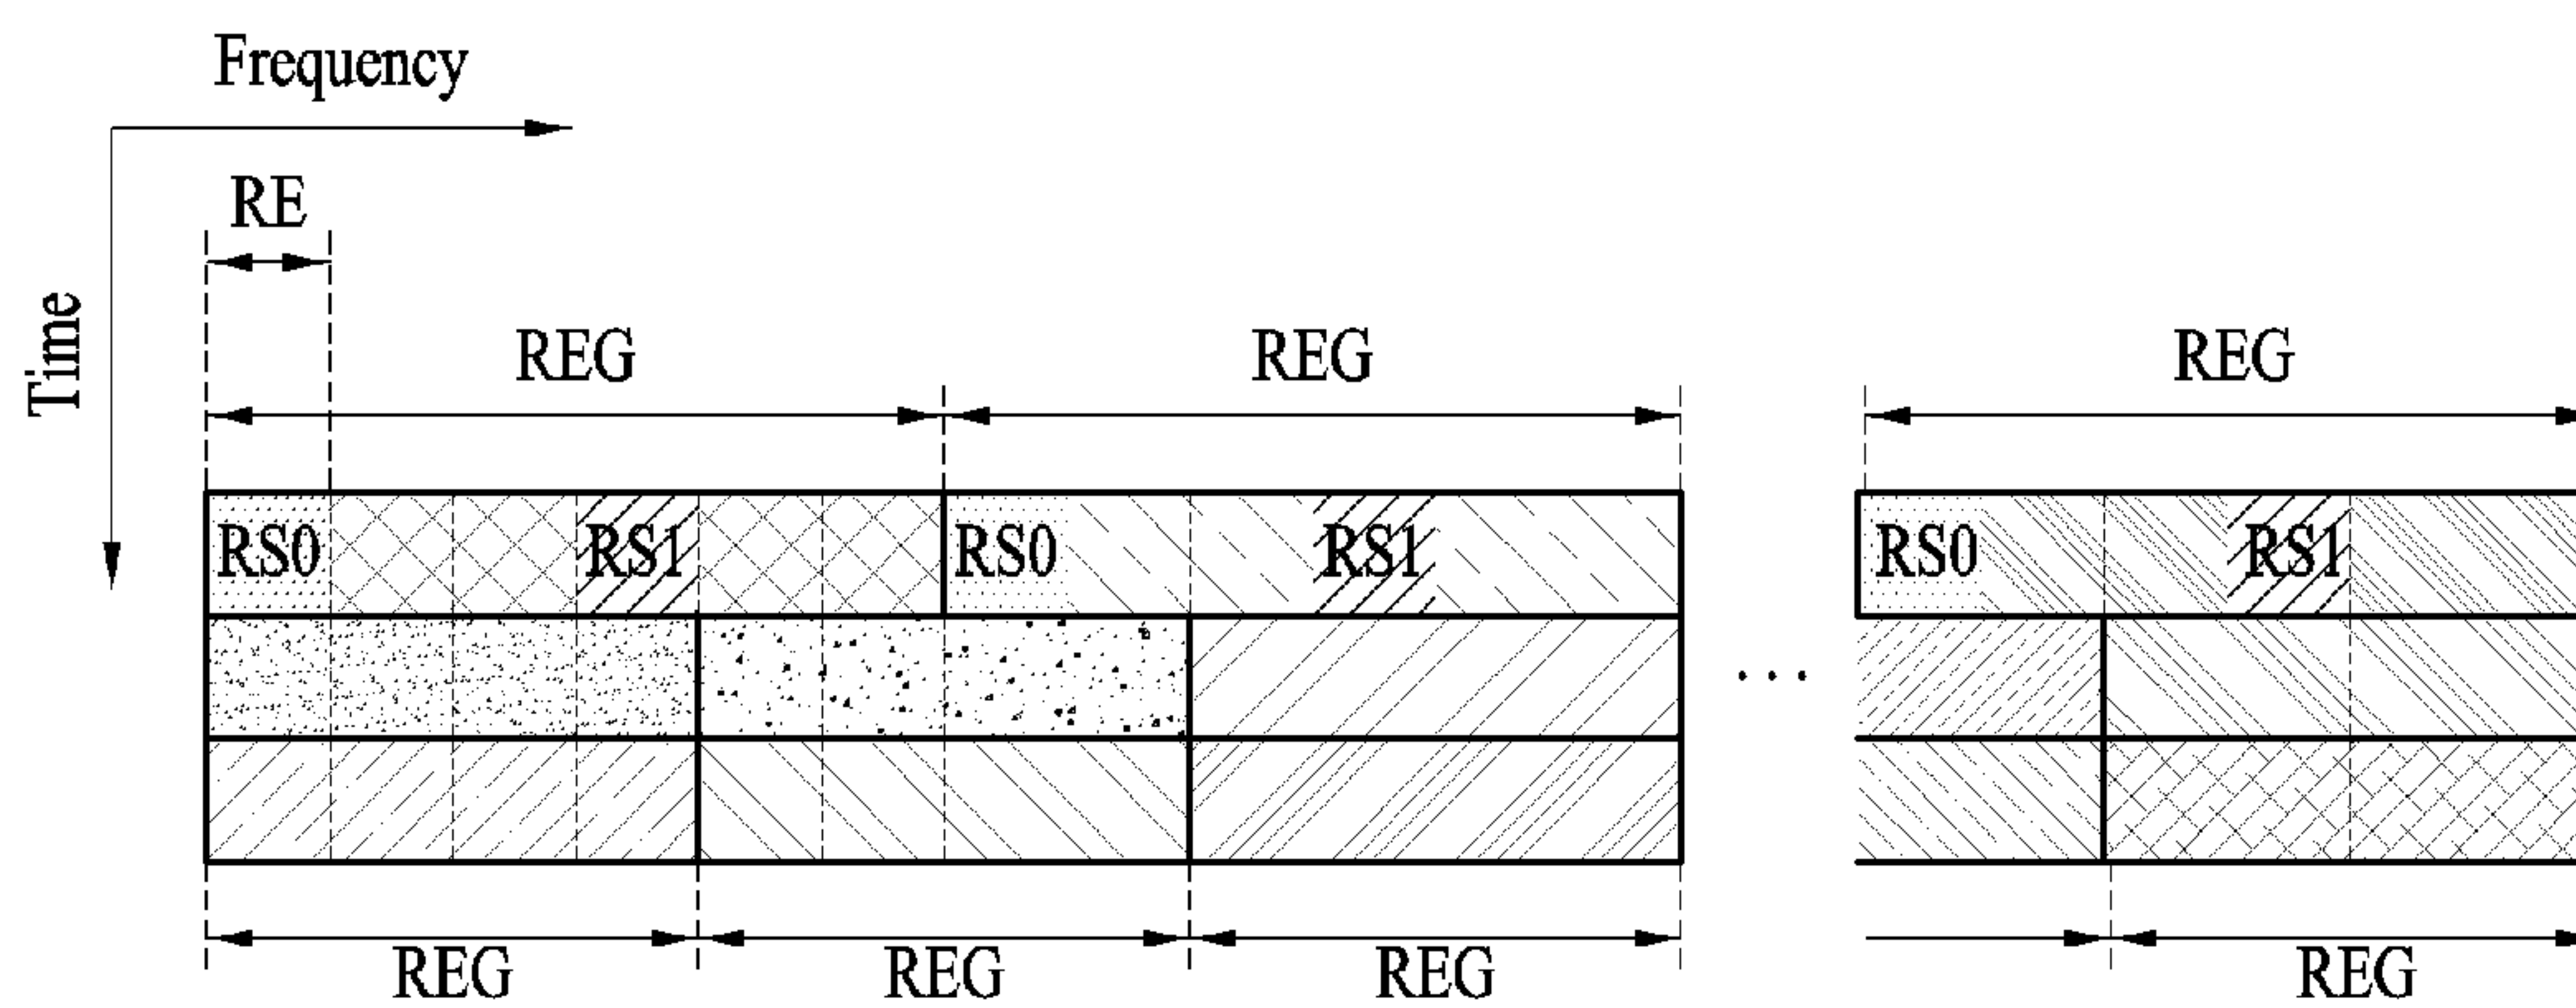 Frequency
RE
Time
REG REG REG
RS0 RS1 RS0 RS1 RS0 RS1
. . .
REG REG REG REG